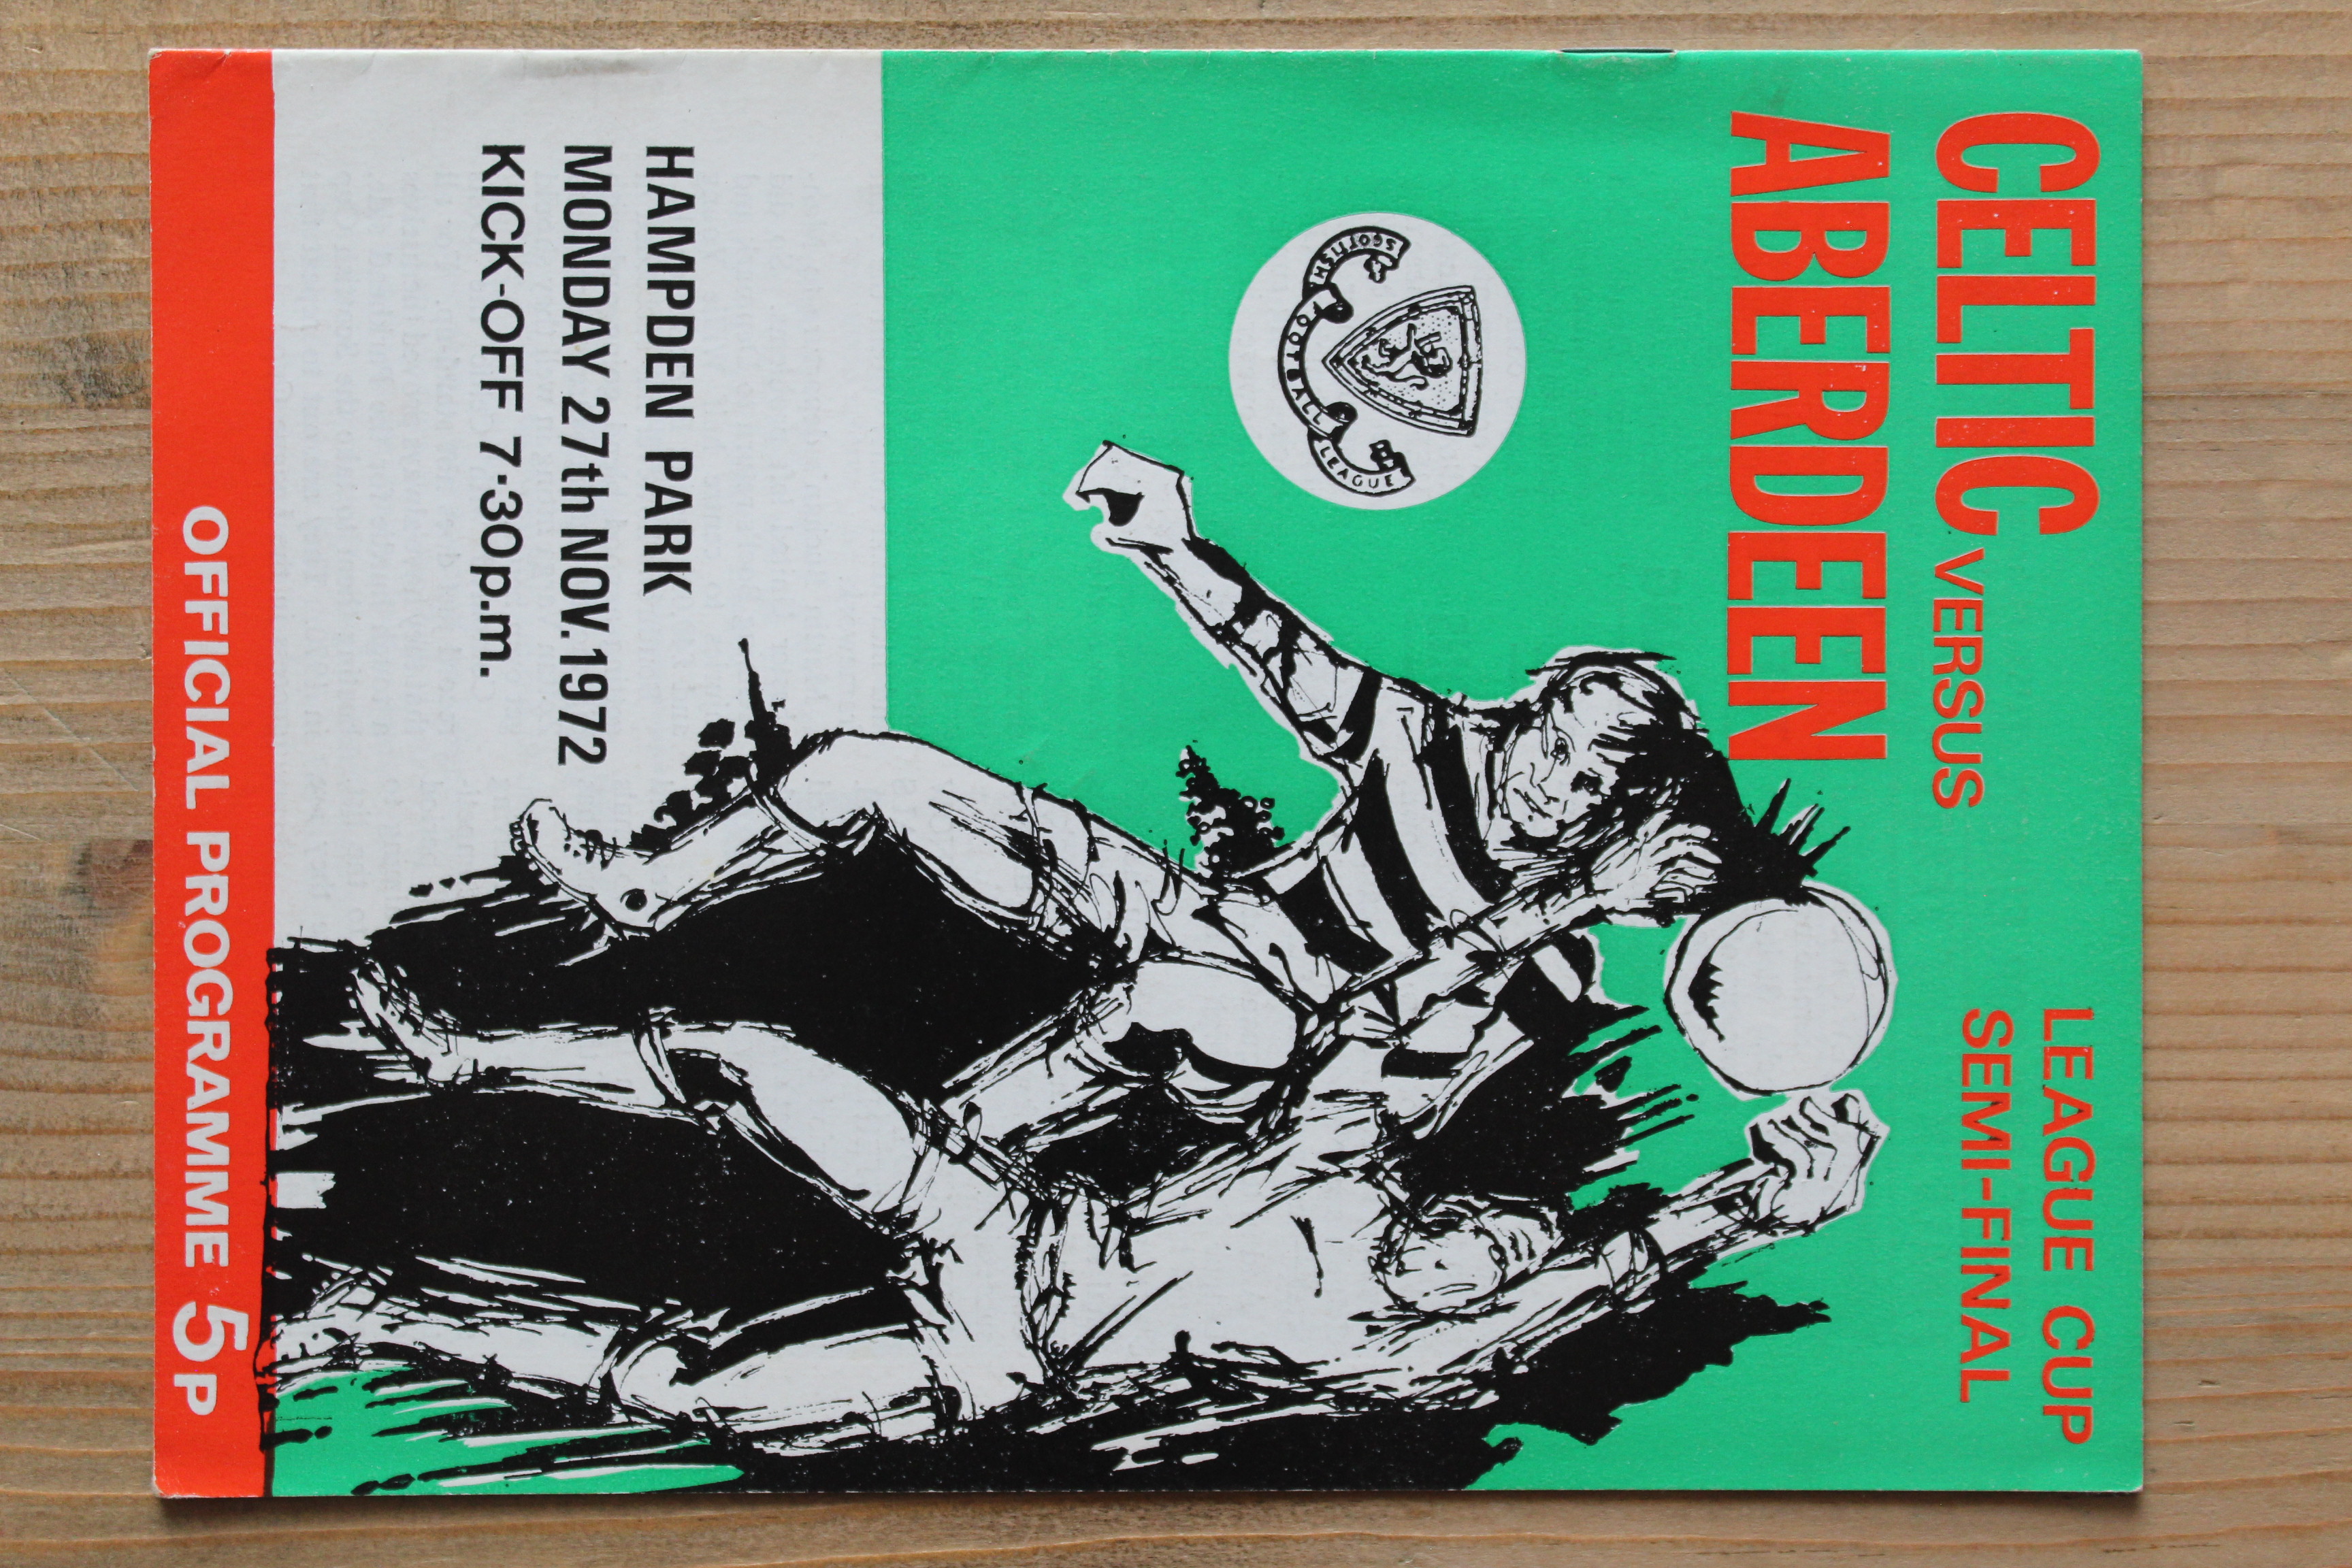 CELTIC VERSUS
ABERDEEN
LEAGUE CUP
SEMI-FINAL
SCOTTISH FOOTBALL LEAGUE
HAMPDEN PARK
MONDAY 27th NOV. 1972
KICK-OFF 7·30p.m.
OFFICIAL PROGRAMME 5p